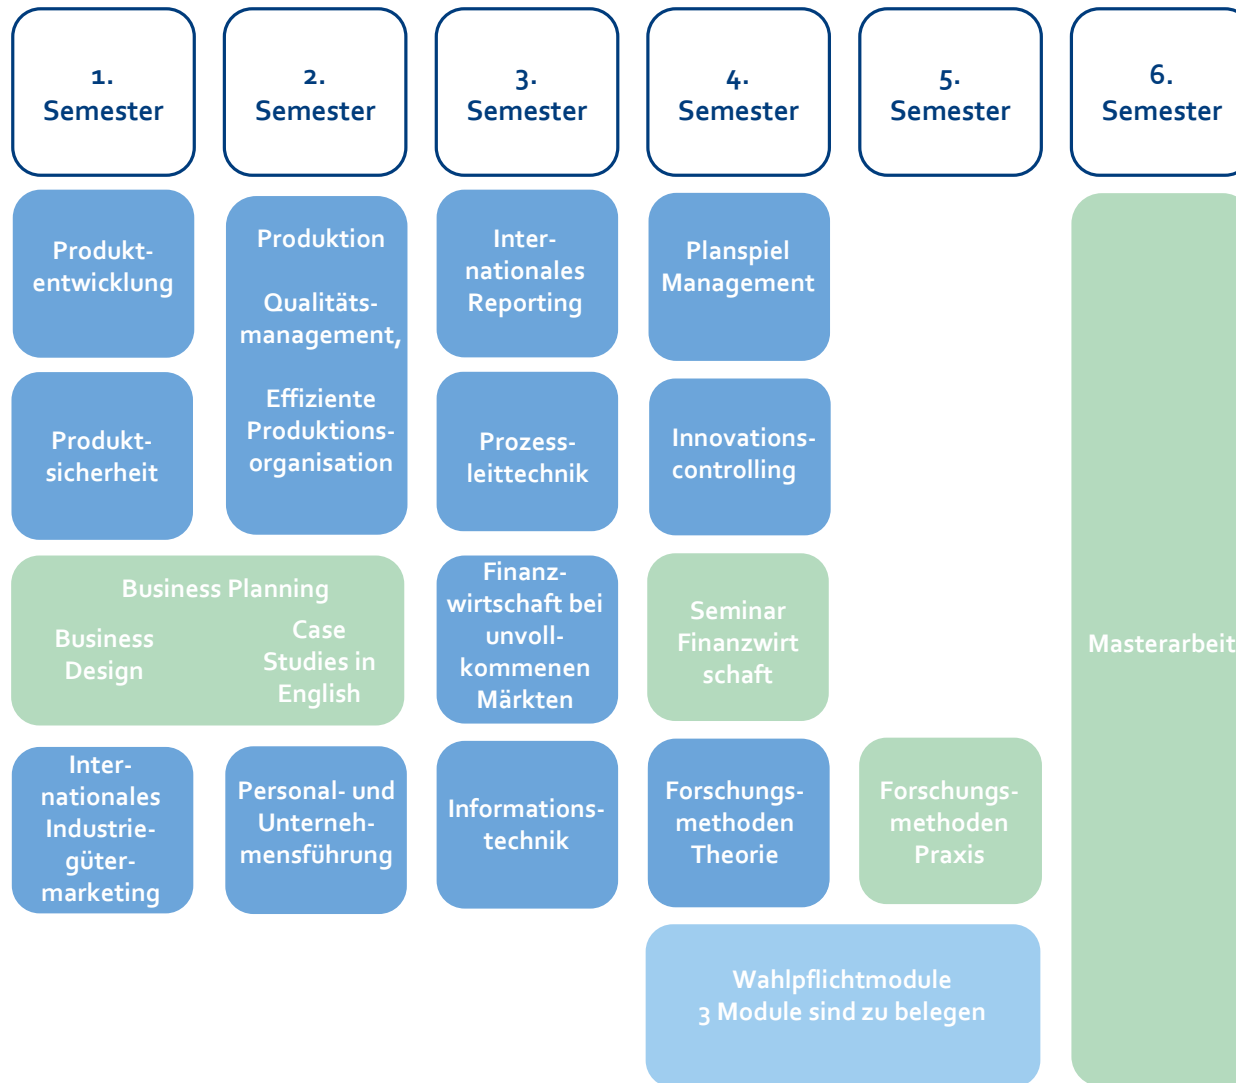 1.
Semester
2.
Semester
3.
Semester
4.
Semester
5.
Semester
6.
Semester
Produkt-
entwicklung
Produktion
Qualitäts-
management,
Effiziente
Produktions-
organisation
Inter-
nationales
Reporting
Planspiel
Management
Produkt-
sicherheit
Prozess-
leittechnik
Innovations-
controlling
Business Planning
Business
Design
Case
Studies in
English
Finanz-
wirtschaft bei
unvoll-
kommenen
Märkten
Seminar
Finanzwirt
schaft
Masterarbeit
Inter-
nationales
Industrie-
güter-
marketing
Personal- und
Unterneh-
mensführung
Informations-
technik
Forschungs-
methoden
Theorie
Forschungs-
methoden
Praxis
Wahlpflichtmodule
3 Module sind zu belegen